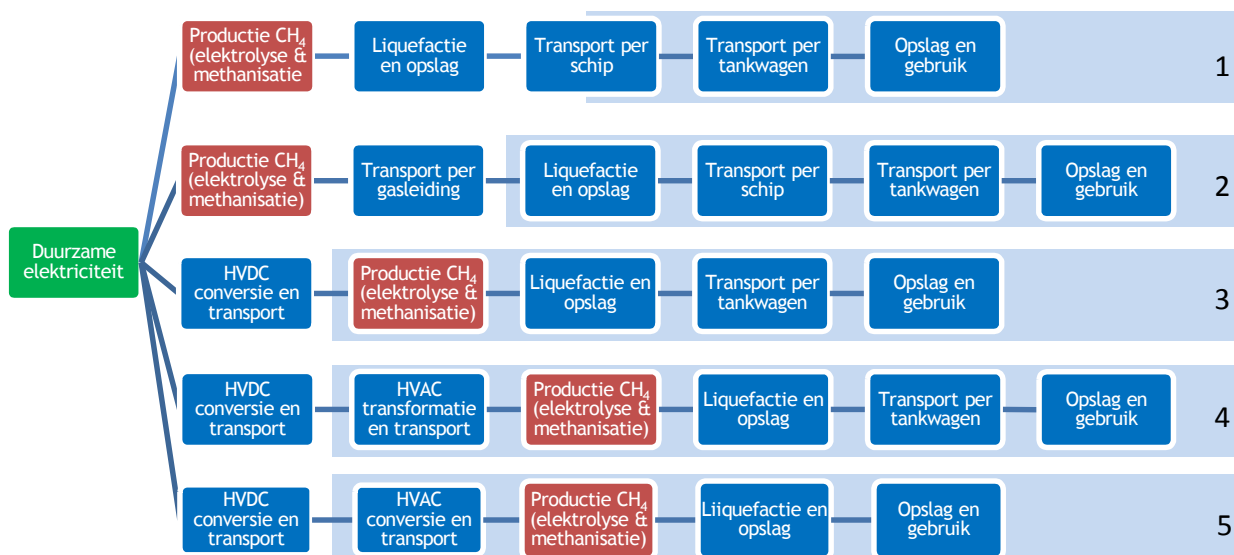 Productie CH4
(elektrolyse &
methanisatie
Liquefactie
en opslag
Transport per
schip
Transport per
tankwagen
Opslag en
gebruik
1
Productie CH4
(elektrolyse &
methanisatie)
Transport per
gasleiding
Liquefactie
en opslag
Transport per
schip
Transport per
tankwagen
Opslag en
gebruik
2
Duurzame
elektriciteit
HVDC
conversie en
transport
Productie CH4
(elektrolyse &
methanisatie)
Liquefactie en
opslag
Transport per
tankwagen
Opslag en
gebruik
3
HVDC
conversie en
transport
HVAC
transformatie
en transport
Productie CH4
(elektrolyse &
methanisatie)
Liquefactie en
opslag
Transport per
tankwagen
Opslag en
gebruik
4
HVDC
conversie en
transport
HVAC
conversie en
transport
Productie CH4
(elektrolyse &
methanisatie)
Liiquefactie en
opslag
Opslag en
gebruik
5